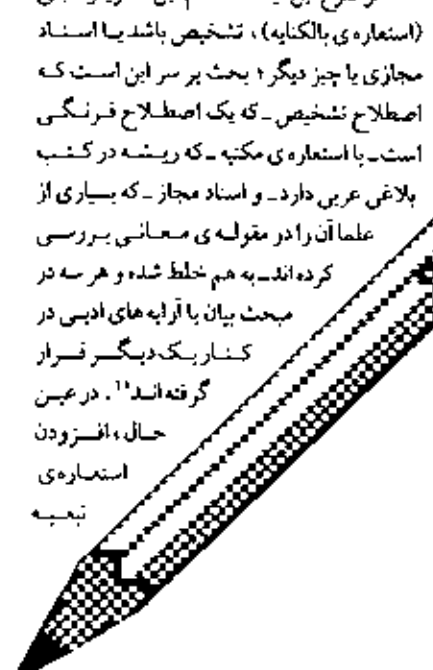 (استعاره‌ی بالکنایه)، تشخیص باشد یا اسناد
مجازی یا چیز دیگر؛ بحث بر سر این است که
اصطلاح تشخیص ـ که یک اصطلاح فرنگی
است ـ با استعاره‌ی مکنیه ـ که ریشه در کتب
بلاغی عربی دارد ـ و اسناد مجاز ـ که بسیاری از
علما آن را در مقوله‌ی معانی بررسی
کرده‌اند ـ به هم خلط شده و هر سه در
مبحث بیان یا آرایه‌های ادبی در
کنار یک دیگر قرار
گرفته‌اند¹¹. در عین
حال، افزودن
استعاره‌ی
تبعیه